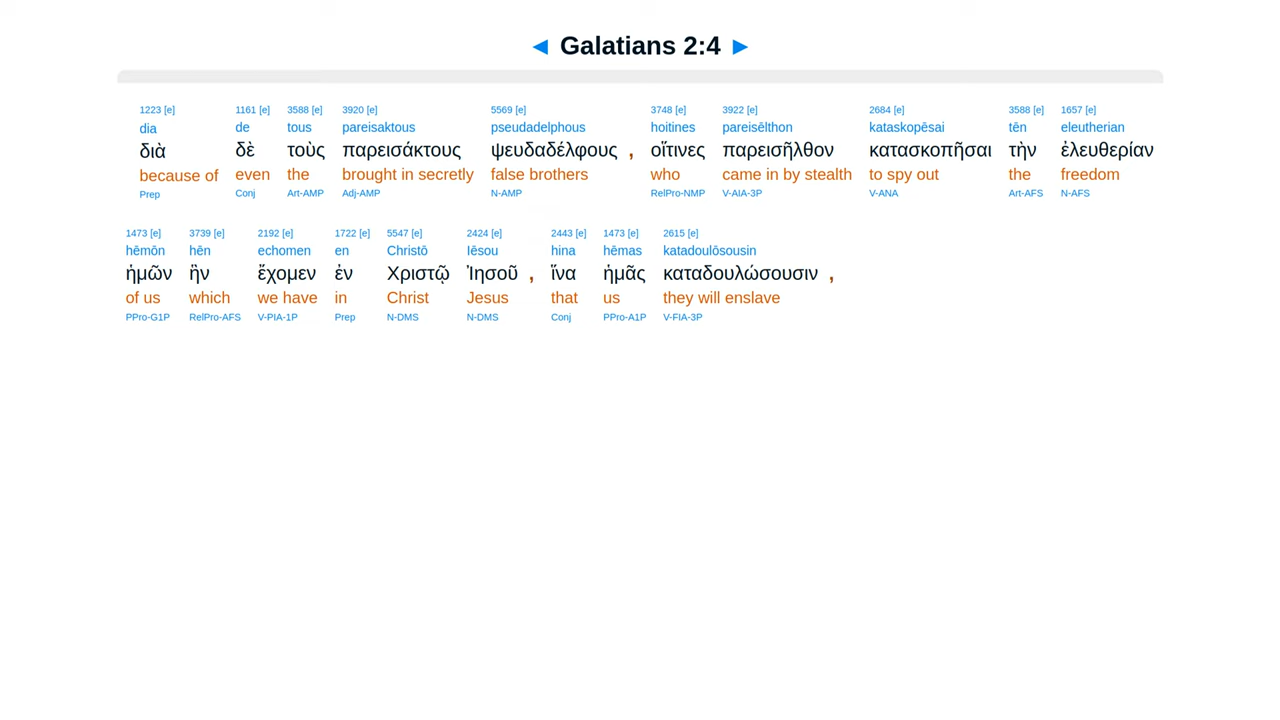 ◄ Galatians 2:4 ►
1223 [e] 1161 [e] 3588 [e] 3920 [e] 5569 [e] 3748 [e] 3922 [e] 2684 [e] 3588 [e] 1657 [e]
dia de tous pareisaktous pseudadelphous hoitines pareisēlthon kataskopēsai tēn eleutherian
διὰ δὲ τοὺς παρεισάκτους ψευδαδέλφους , οἵτινες παρεισῆλθον κατασκοπῆσαι τὴν ἐλευθερίαν
because of even the brought in secretly false brothers who came in by stealth to spy out the freedom
Prep Conj Art-AMP Adj-AMP N-AMP RelPro-NMP V-AIA-3P V-ANA Art-AFS N-AFS
1473 [e] 3739 [e] 2192 [e] 1722 [e] 5547 [e] 2424 [e] 2443 [e] 1473 [e] 2615 [e]
hēmōn hēn echomen en Christō Iēsou hina hēmas katadoulōsousin
ἡμῶν ἣν ἔχομεν ἐν Χριστῷ Ἰησοῦ , ἵνα ἡμᾶς καταδουλώσουσιν ,
of us which we have in Christ Jesus that us they will enslave
PPro-G1P RelPro-AFS V-PIA-1P Prep N-DMS N-DMS Conj PPro-A1P V-FIA-3P